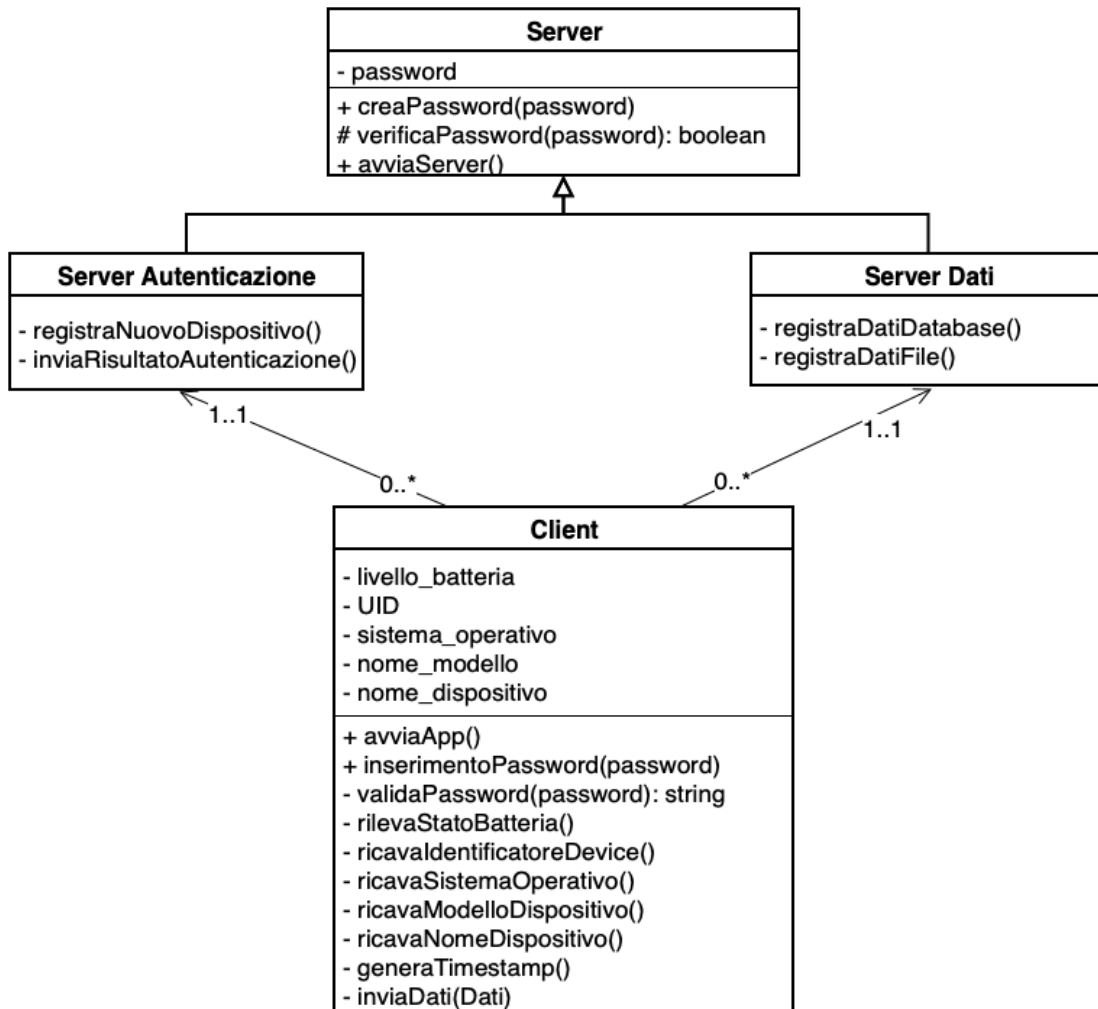 Server
- password
+ creaPassword(password)
# verificaPassword(password): boolean
+ avviaServer()
Server Autenticazione
- registraNuovoDispositivo()
- inviaRisultatoAutenticazione()
Server Dati
- registraDatiDatabase()
- registraDatiFile()
1..1
1..1
0..*
0..*
Client
- livello_batteria
- UID
- sistema_operativo
- nome_modello
- nome_dispositivo
+ avviaApp()
+ inserimentoPassword(password)
- validaPassword(password): string
- rilevaStatoBatteria()
- ricavaIdentificatoreDevice()
- ricavaSistemaOperativo()
- ricavaModelloDispositivo()
- ricavaNomeDispositivo()
- generaTimestamp()
- inviaDati(Dati)